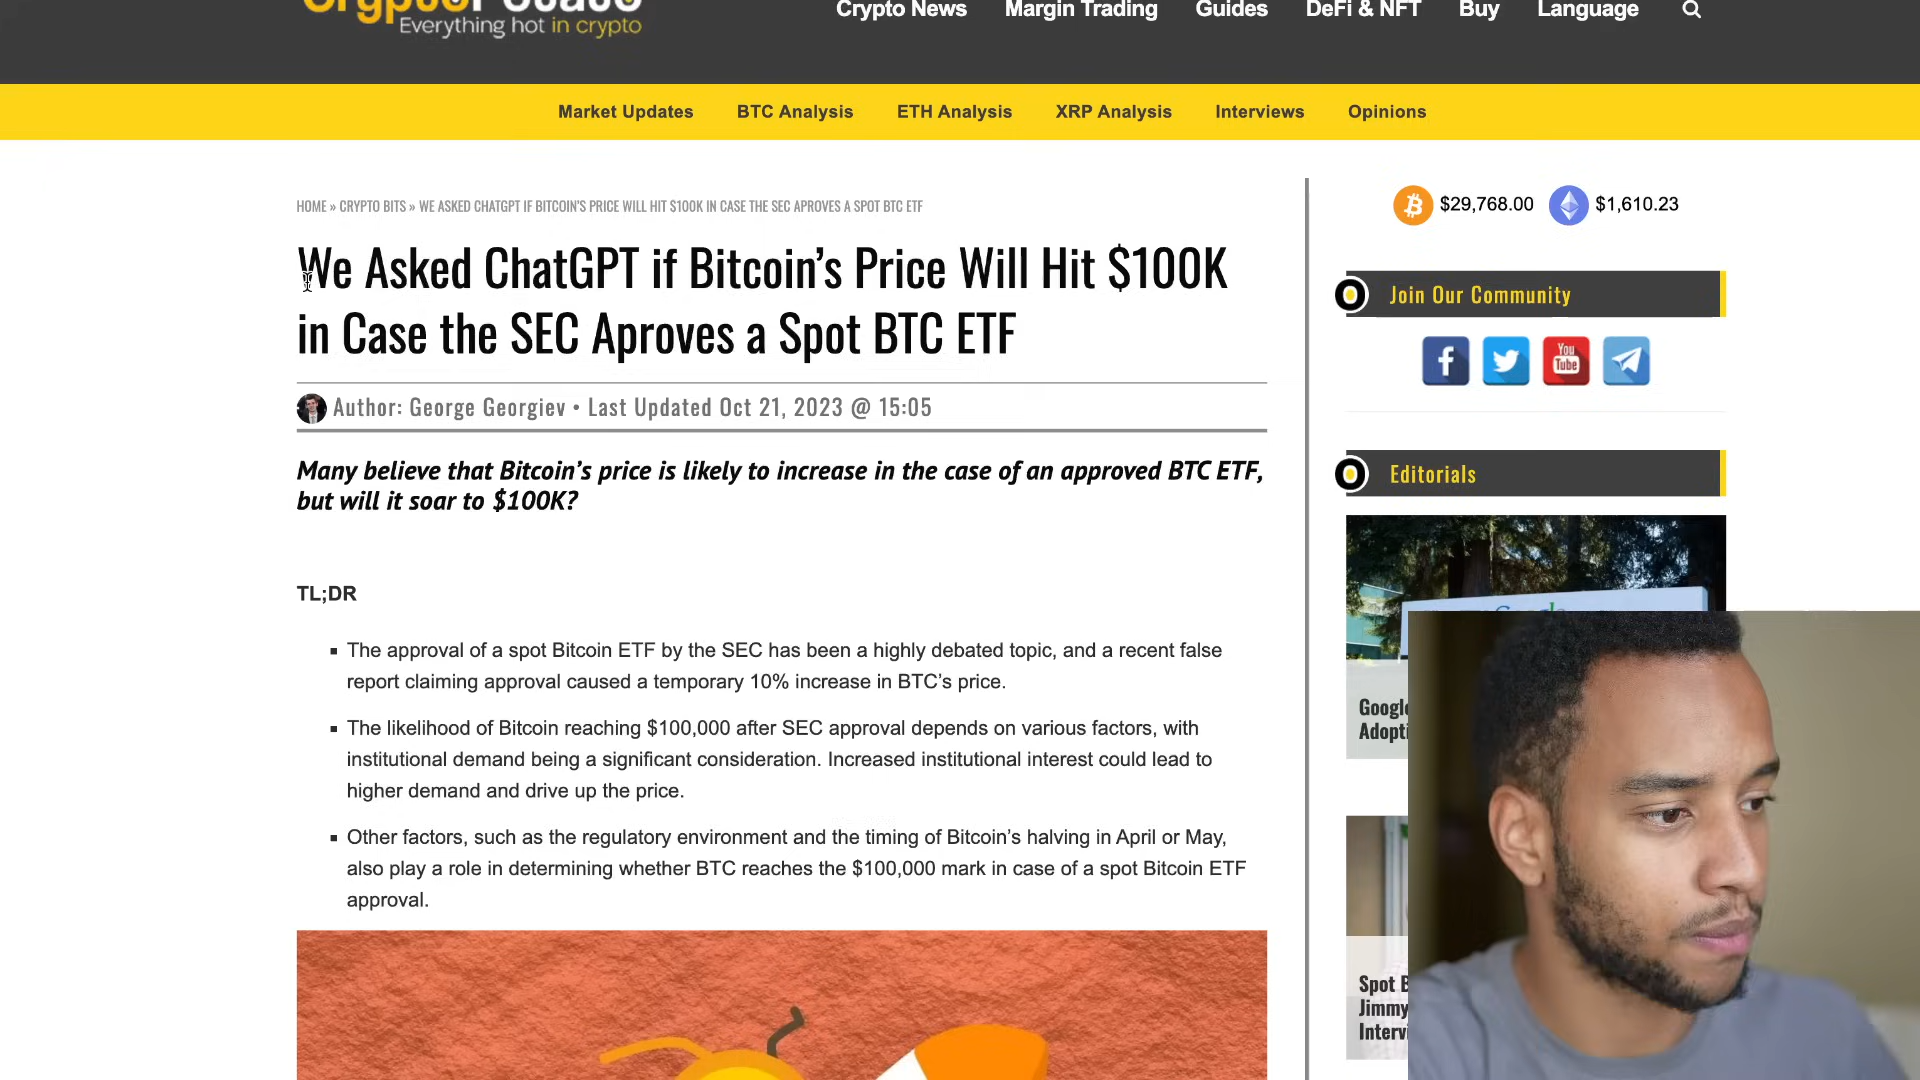 CryptoPotato
Everything hot in crypto
Crypto News Margin Trading Guides DeFi & NFT Buy Language
Market Updates BTC Analysis ETH Analysis XRP Analysis Interviews Opinions
HOME » CRYPTO BITS » WE ASKED CHATGPT IF BITCOIN'S PRICE WILL HIT $100K IN CASE THE SEC APROVES A SPOT BTC ETF
$29,768.00 $1,610.23
We Asked ChatGPT if Bitcoin’s Price Will Hit $100K
in Case the SEC Aproves a Spot BTC ETF
Author: George Georgiev • Last Updated Oct 21, 2023 @ 15:05
Many believe that Bitcoin’s price is likely to increase in the case of an approved BTC ETF,
but will it soar to $100K?
TL;DR
▪ The approval of a spot Bitcoin ETF by the SEC has been a highly debated topic, and a recent false
report claiming approval caused a temporary 10% increase in BTC’s price.
▪ The likelihood of Bitcoin reaching $100,000 after SEC approval depends on various factors, with
institutional demand being a significant consideration. Increased institutional interest could lead to
higher demand and drive up the price.
▪ Other factors, such as the regulatory environment and the timing of Bitcoin’s halving in April or May,
also play a role in determining whether BTC reaches the $100,000 mark in case of a spot Bitcoin ETF
approval.
Join Our Community
You
Tube
Editorials
Google
Spot
Jimmy